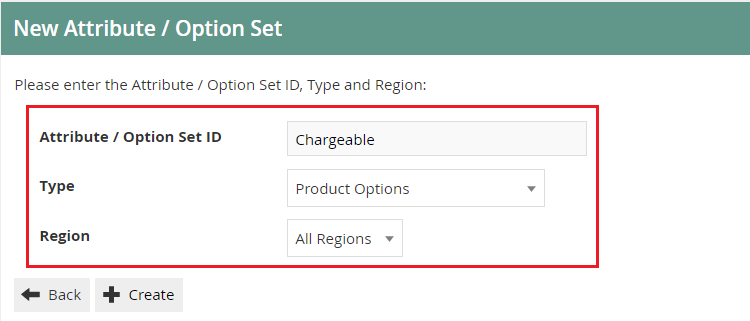 New Attribute / Option Set
Please enter the Attribute / Option Set ID, Type and Region:
Attribute / Option Set ID Chargeable
Type Product Options
Region All Regions
Back Create